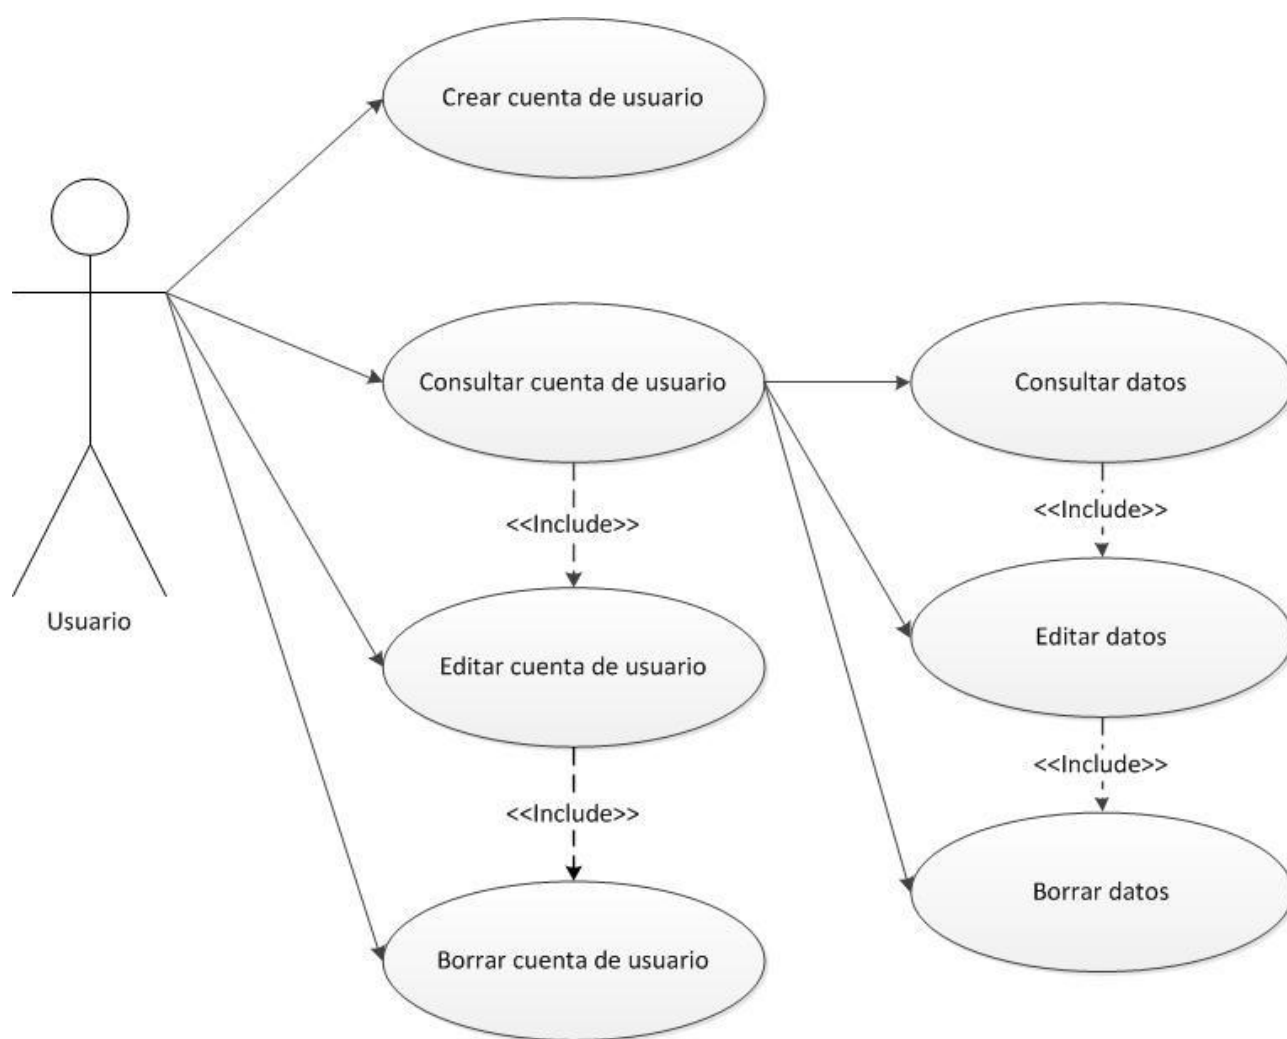 Crear cuenta de usuario
Consultar cuenta de usuario
Consultar datos
<<Include>>
<<Include>>
Usuario
Editar cuenta de usuario
Editar datos
<<Include>>
<<Include>>
Borrar cuenta de usuario
Borrar datos